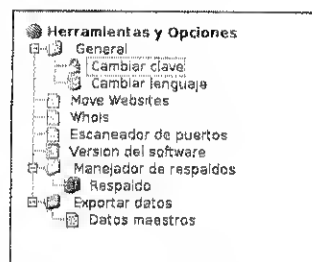 Herramientas y Opciones
General
Cambiar clave
Cambiar lenguaje
Move Websites
Whois
Escaneador de puertos
Version del software
Manejador de respaldos
Respaldo
Exportar datos
Datos maestros